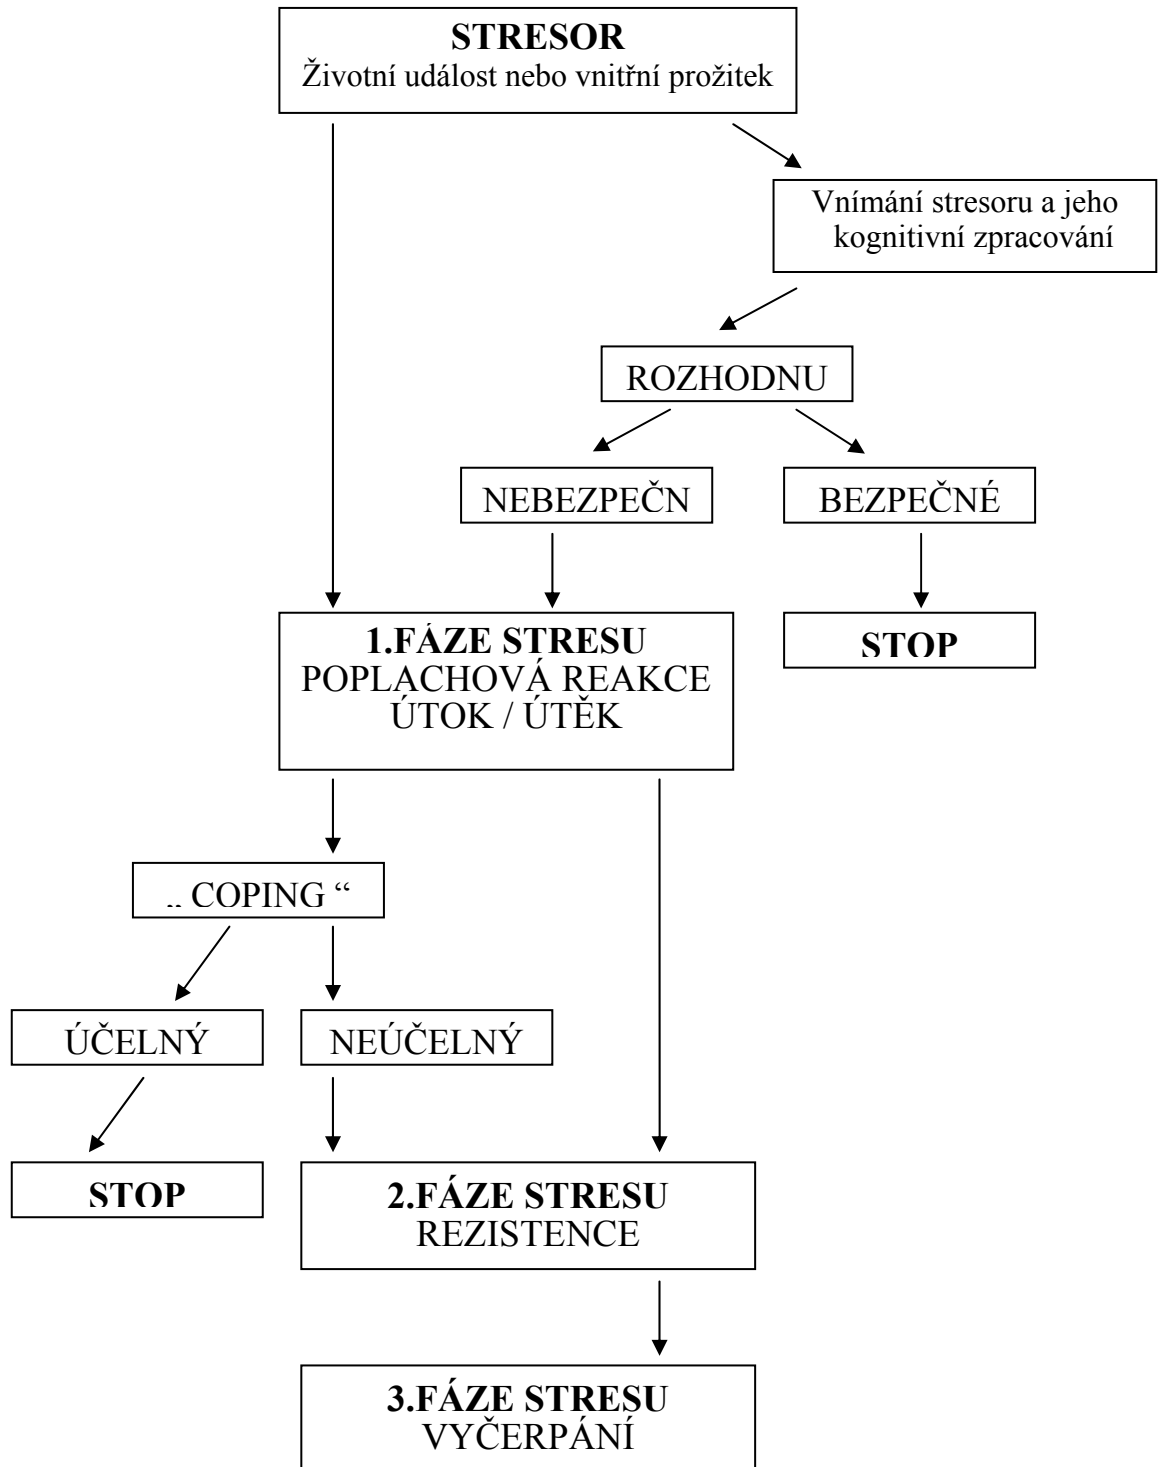 STRESOR
Životní událost nebo vnitřní prožitek
Vnímání stresoru a jeho
kognitivní zpracování
ROZHODNU
NEBEZPEČN
BEZPEČNÉ
1.FÁZE STRESU
POPLACHOVÁ REAKCE
ÚTOK / ÚTĚK
STOP
„ COPING “
ÚČELNÝ
NEÚČELNÝ
STOP
2.FÁZE STRESU
REZISTENCE
3.FÁZE STRESU
VYČERPÁNÍ